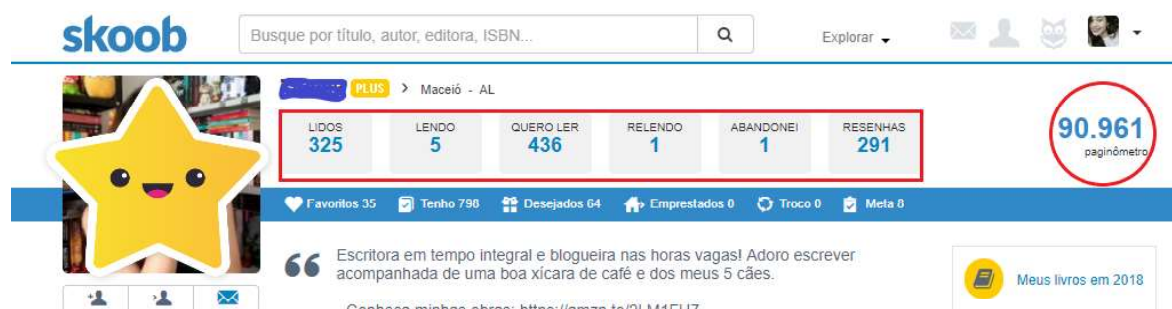 skoob
Busque por título, autor, editora, ISBN...
Explorar
PLUS > Maceió - AL
LIDOS LENDO QUERO LER RELENDO ABANDONEI RESENHAS
325 5 436 1 1 291
90.961
paginômetro
Favoritos 35 Tenho 798 Desejados 64 Emprestados 0 Troco 0 Meta 8
Escritora em tempo integral e blogueira nas horas vagas! Adoro escrever
acompanhada de uma boa xícara de café e dos meus 5 cães.
Meus livros em 2018